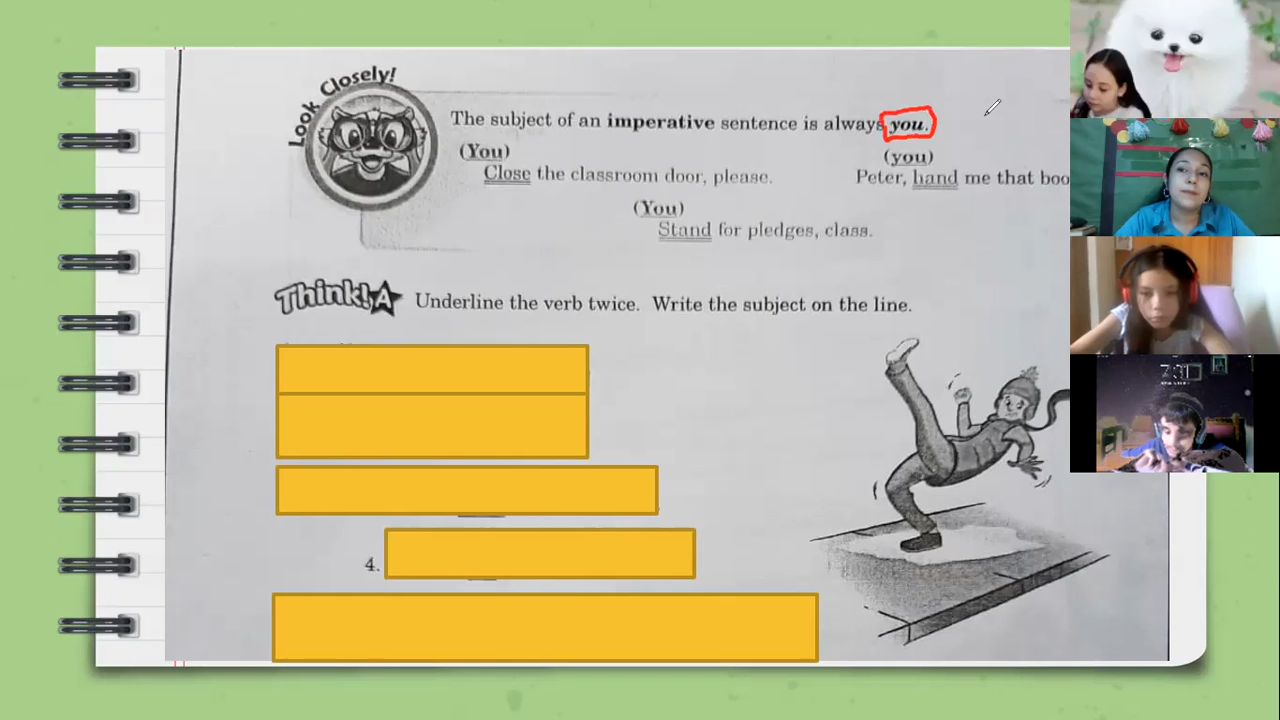 Look Closely!
The subject of an imperative sentence is always you.
(You) (you)
Close the classroom door, please. Peter, hand me that boo
(You)
Stand for pledges, class.
Think! A Underline the verb twice. Write the subject on the line.
4.